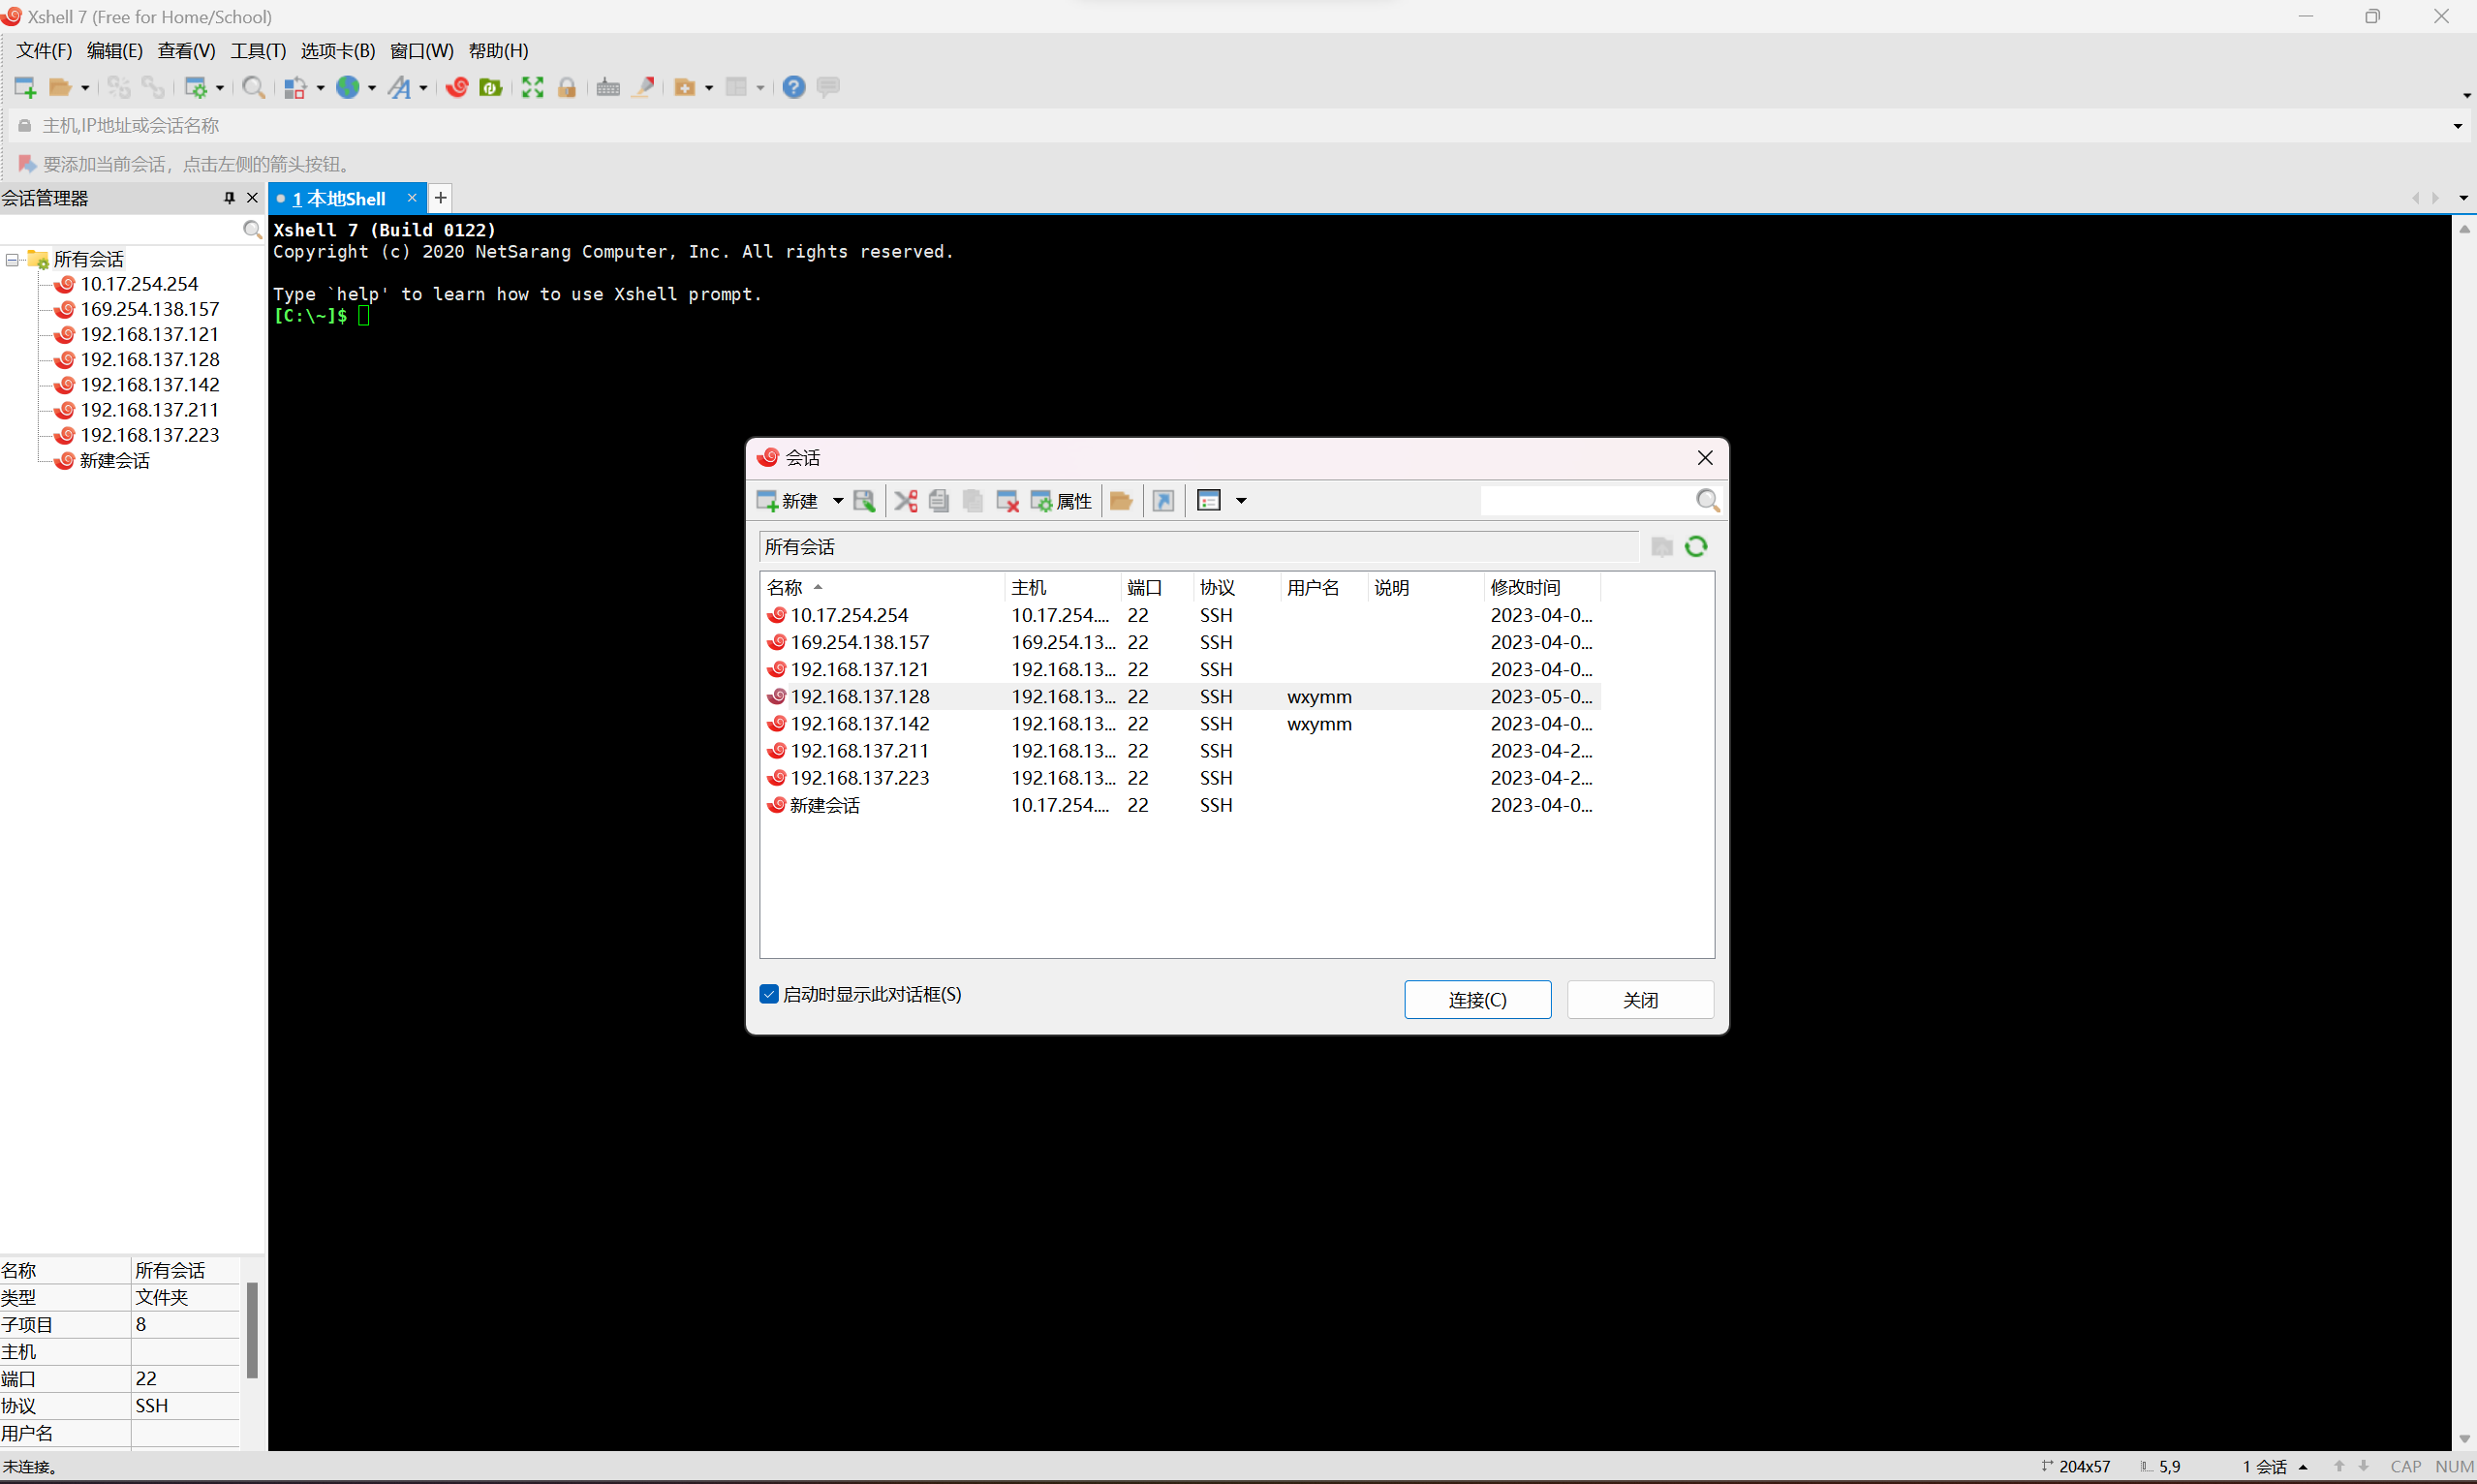 Xshell 7 (Free for Home/School)
文件(F) 编辑(E) 查看(V) 工具(T) 选项卡(B) 窗口(W) 帮助(H)
主机,IP地址或会话名称
要添加当前会话，点击左侧的箭头按钮。
会话管理器
1 本地Shell
所有会话
10.17.254.254
169.254.138.157
192.168.137.121
192.168.137.128
192.168.137.142
192.168.137.211
192.168.137.223
新建会话
Xshell 7 (Build 0122)
Copyright (c) 2020 NetSarang Computer, Inc. All rights reserved.
Type `help' to learn how to use Xshell prompt.
[C:\~]$
会话
新建 属性
所有会话
名称 主机 端口 协议 用户名 说明 修改时间
10.17.254.254 10.17.254.... 22 SSH 2023-04-0...
169.254.138.157 169.254.13... 22 SSH 2023-04-0...
192.168.137.121 192.168.13... 22 SSH 2023-04-0...
192.168.137.128 192.168.13... 22 SSH wxymm 2023-05-0...
192.168.137.142 192.168.13... 22 SSH wxymm 2023-04-0...
192.168.137.211 192.168.13... 22 SSH 2023-04-2...
192.168.137.223 192.168.13... 22 SSH 2023-04-2...
新建会话 10.17.254.... 22 SSH 2023-04-0...
启动时显示此对话框(S)
连接(C) 关闭
名称 所有会话
类型 文件夹
子项目 8
主机
端口 22
协议 SSH
用户名
未连接。
204x57 5,9 1 会话 CAP NUM